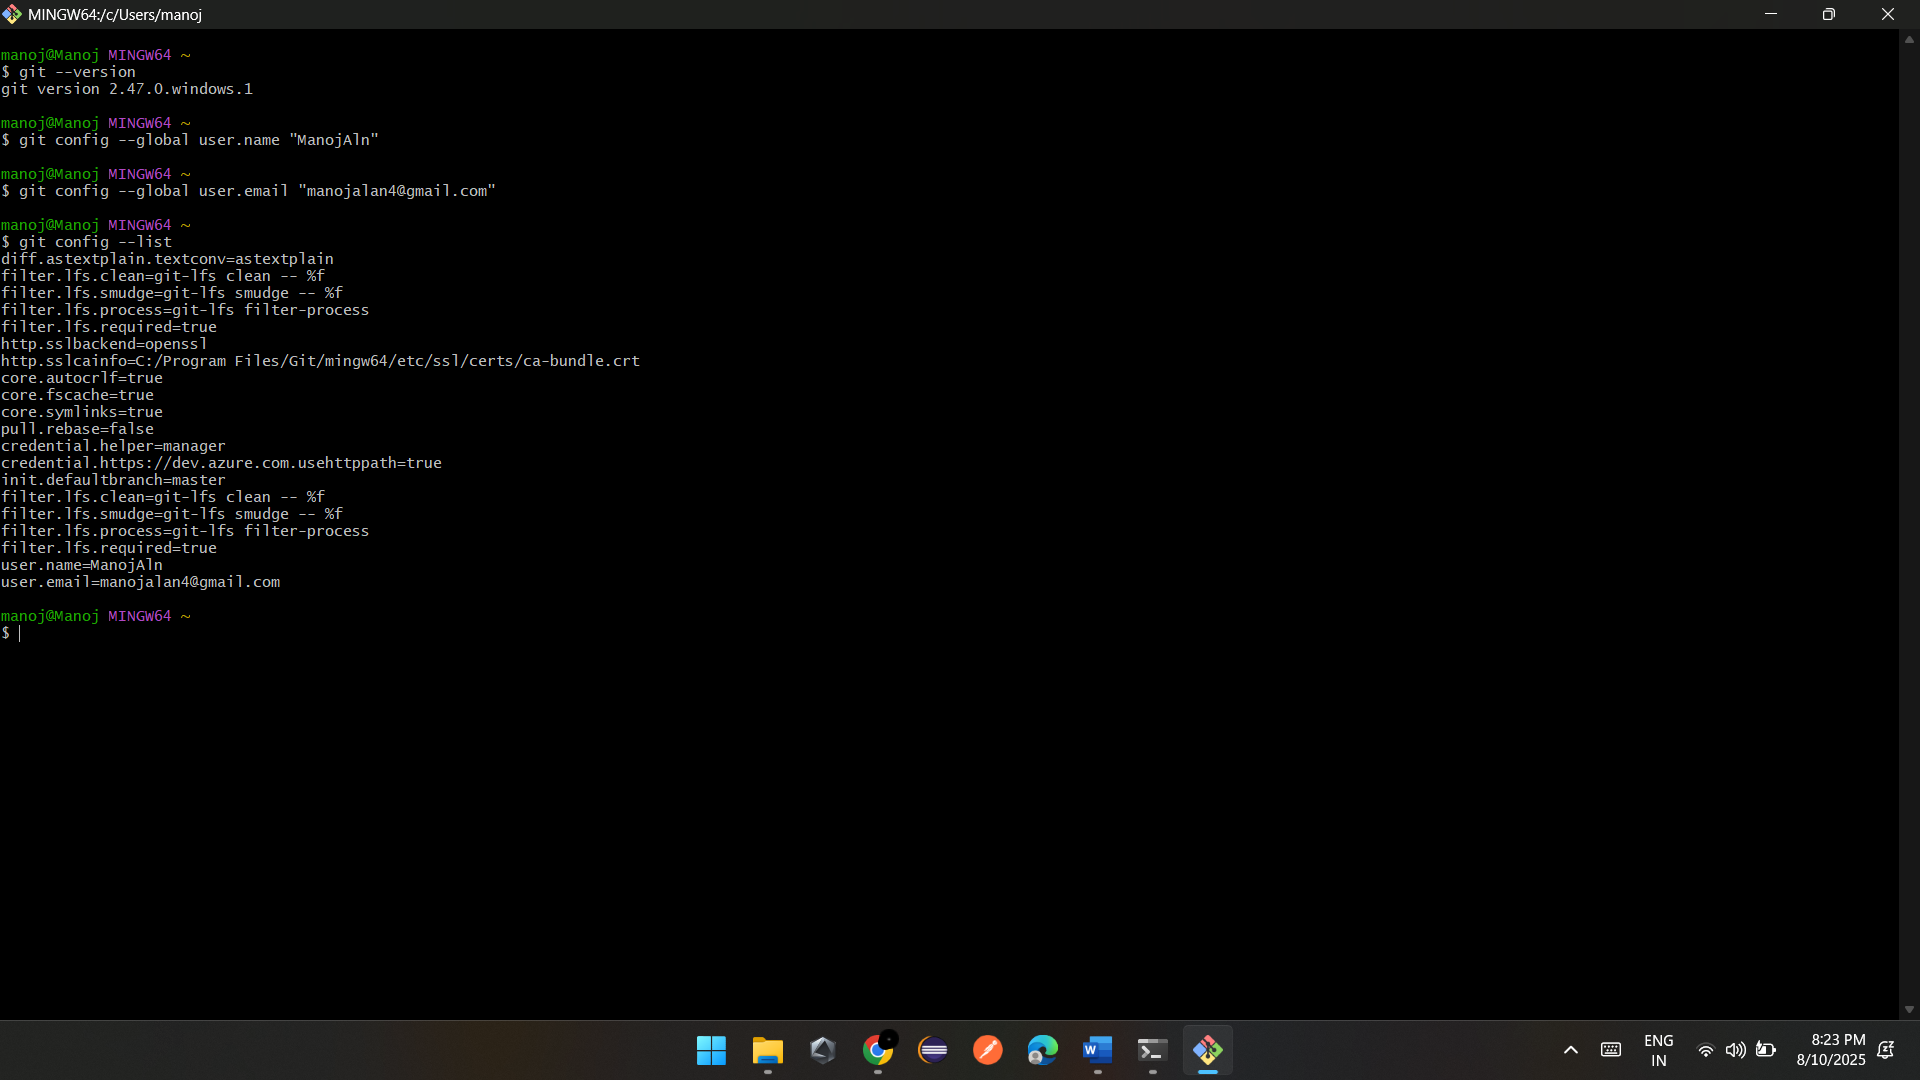 MINGW64:/c/Users/manoj
manoj@Manoj MINGW64 ~
$ git --version
git version 2.47.0.windows.1
manoj@Manoj MINGW64 ~
$ git config --global user.name "ManojAln"
manoj@Manoj MINGW64 ~
$ git config --global user.email "manojalan4@gmail.com"
manoj@Manoj MINGW64 ~
$ git config --list
diff.astextplain.textconv=astextplain
filter.lfs.clean=git-lfs clean -- %f
filter.lfs.smudge=git-lfs smudge -- %f
filter.lfs.process=git-lfs filter-process
filter.lfs.required=true
http.sslbackend=openssl
http.sslcainfo=C:/Program Files/Git/mingw64/etc/ssl/certs/ca-bundle.crt
core.autocrlf=true
core.fscache=true
core.symlinks=true
pull.rebase=false
credential.helper=manager
credential.https://dev.azure.com.usehttppath=true
init.defaultbranch=master
filter.lfs.clean=git-lfs clean -- %f
filter.lfs.smudge=git-lfs smudge -- %f
filter.lfs.process=git-lfs filter-process
filter.lfs.required=true
user.name=ManojAln
user.email=manojalan4@gmail.com
manoj@Manoj MINGW64 ~
$
W
ENG
IN
8:23 PM
8/10/2025